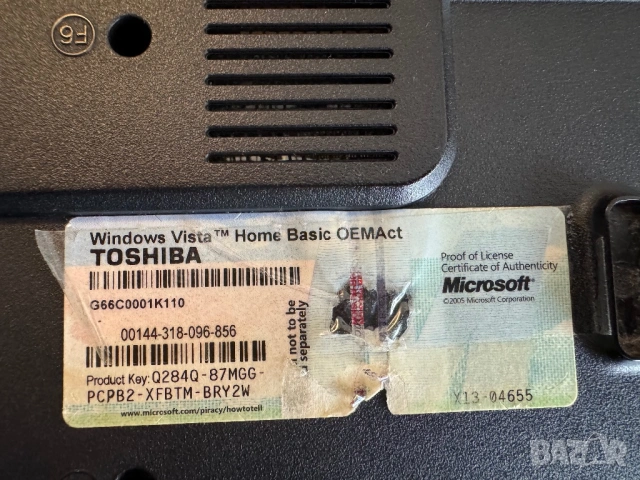 F6
Windows Vista™ Home Basic OEMAct
TOSHIBA
G66C0001K110
00144-318-096-856
Product Key: Q284Q-87MGG-
PCPB2-XFBTM-BRY2W
www.microsoft.com/piracy/howtotell
not to be
separately
Proof of License
Certificate of Authenticity
Microsoft®
©2005 Microsoft Corporation
X13-04655
BAZAR